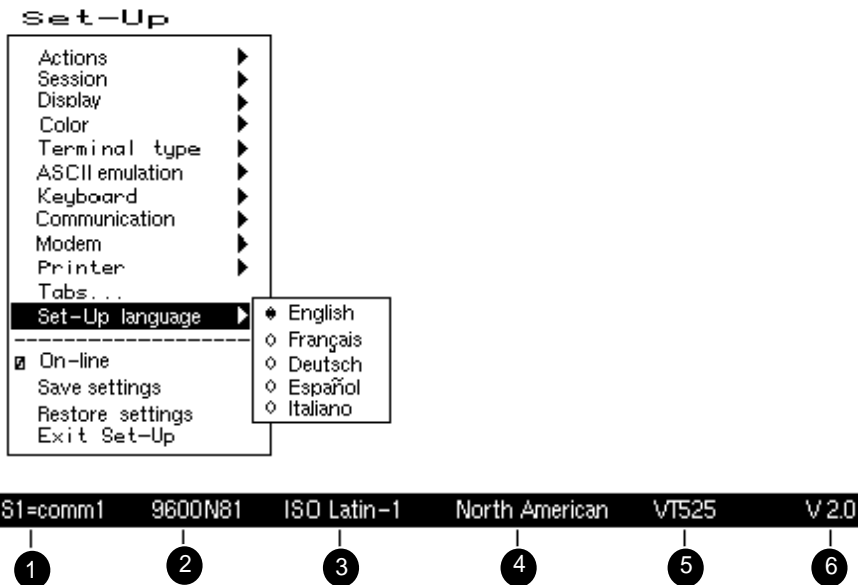 Set-Up
Actions
Session
Display
Color
Terminal type
ASCII emulation
Keyboard
Communication
Modem
Printer
Tabs...
Set-Up language
English
Français
Deutsch
Español
Italiano
On-line
Save settings
Restore settings
Exit Set-Up
S1=comm1 9600N81 ISO Latin-1 North American VT525 V 2.0
1 2 3 4 5 6